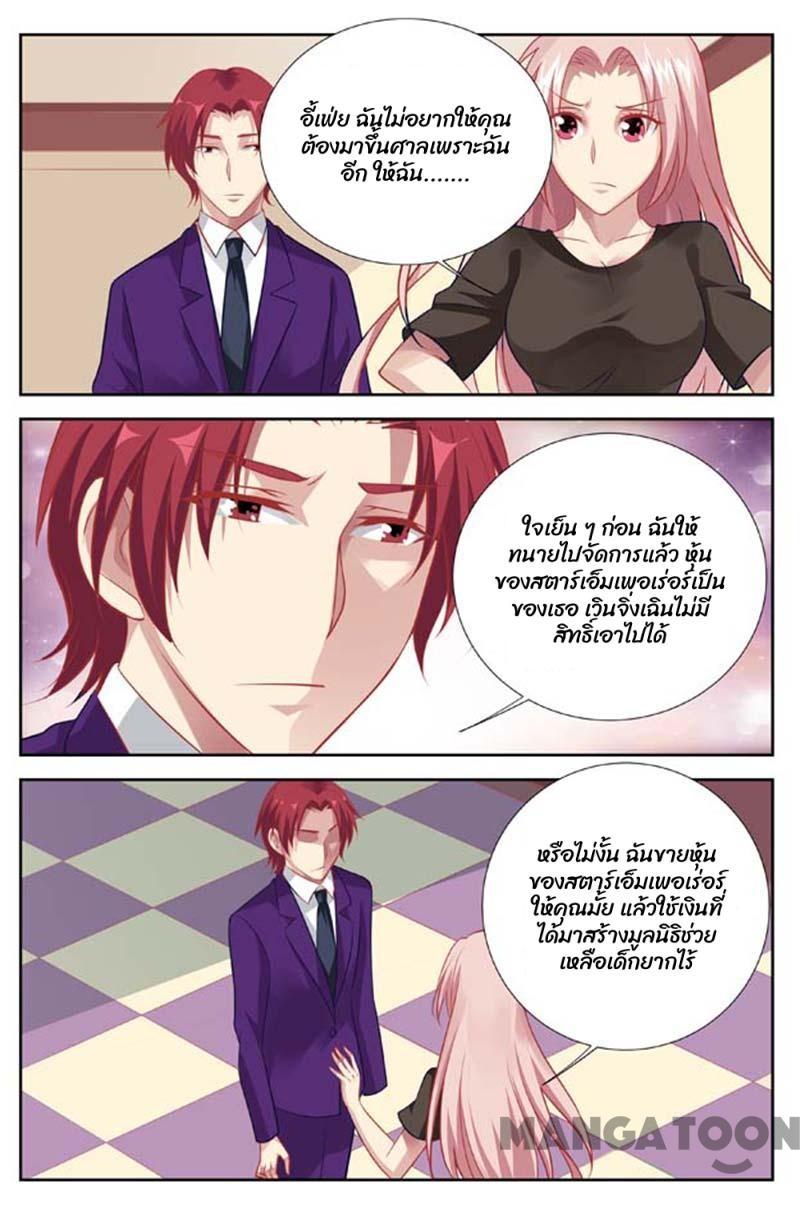 อี้เฟ่ย ฉันไม่อยากให้คุณ
ต้องมาขึ้นศาลเพราะฉัน
อีก ให้ฉัน.......
ใจเย็น ๆ ก่อน ฉันให้
ทนายไปจัดการแล้ว หุ้น
ของสตาร์เอ็มเพอเร่อร์เป็น
ของเธอ เวินจิ่งเฉินไม่มี
สิทธิ์เอาไปได้
หรือไม่งั้น ฉันขายหุ้น
ของสตาร์เอ็มเพอเร่อร์
ให้คุณมั้ย แล้วใช้เงินที่
ได้มาสร้างมูลนิธิช่วย
เหลือเด็กยากไร้
MANGATOON